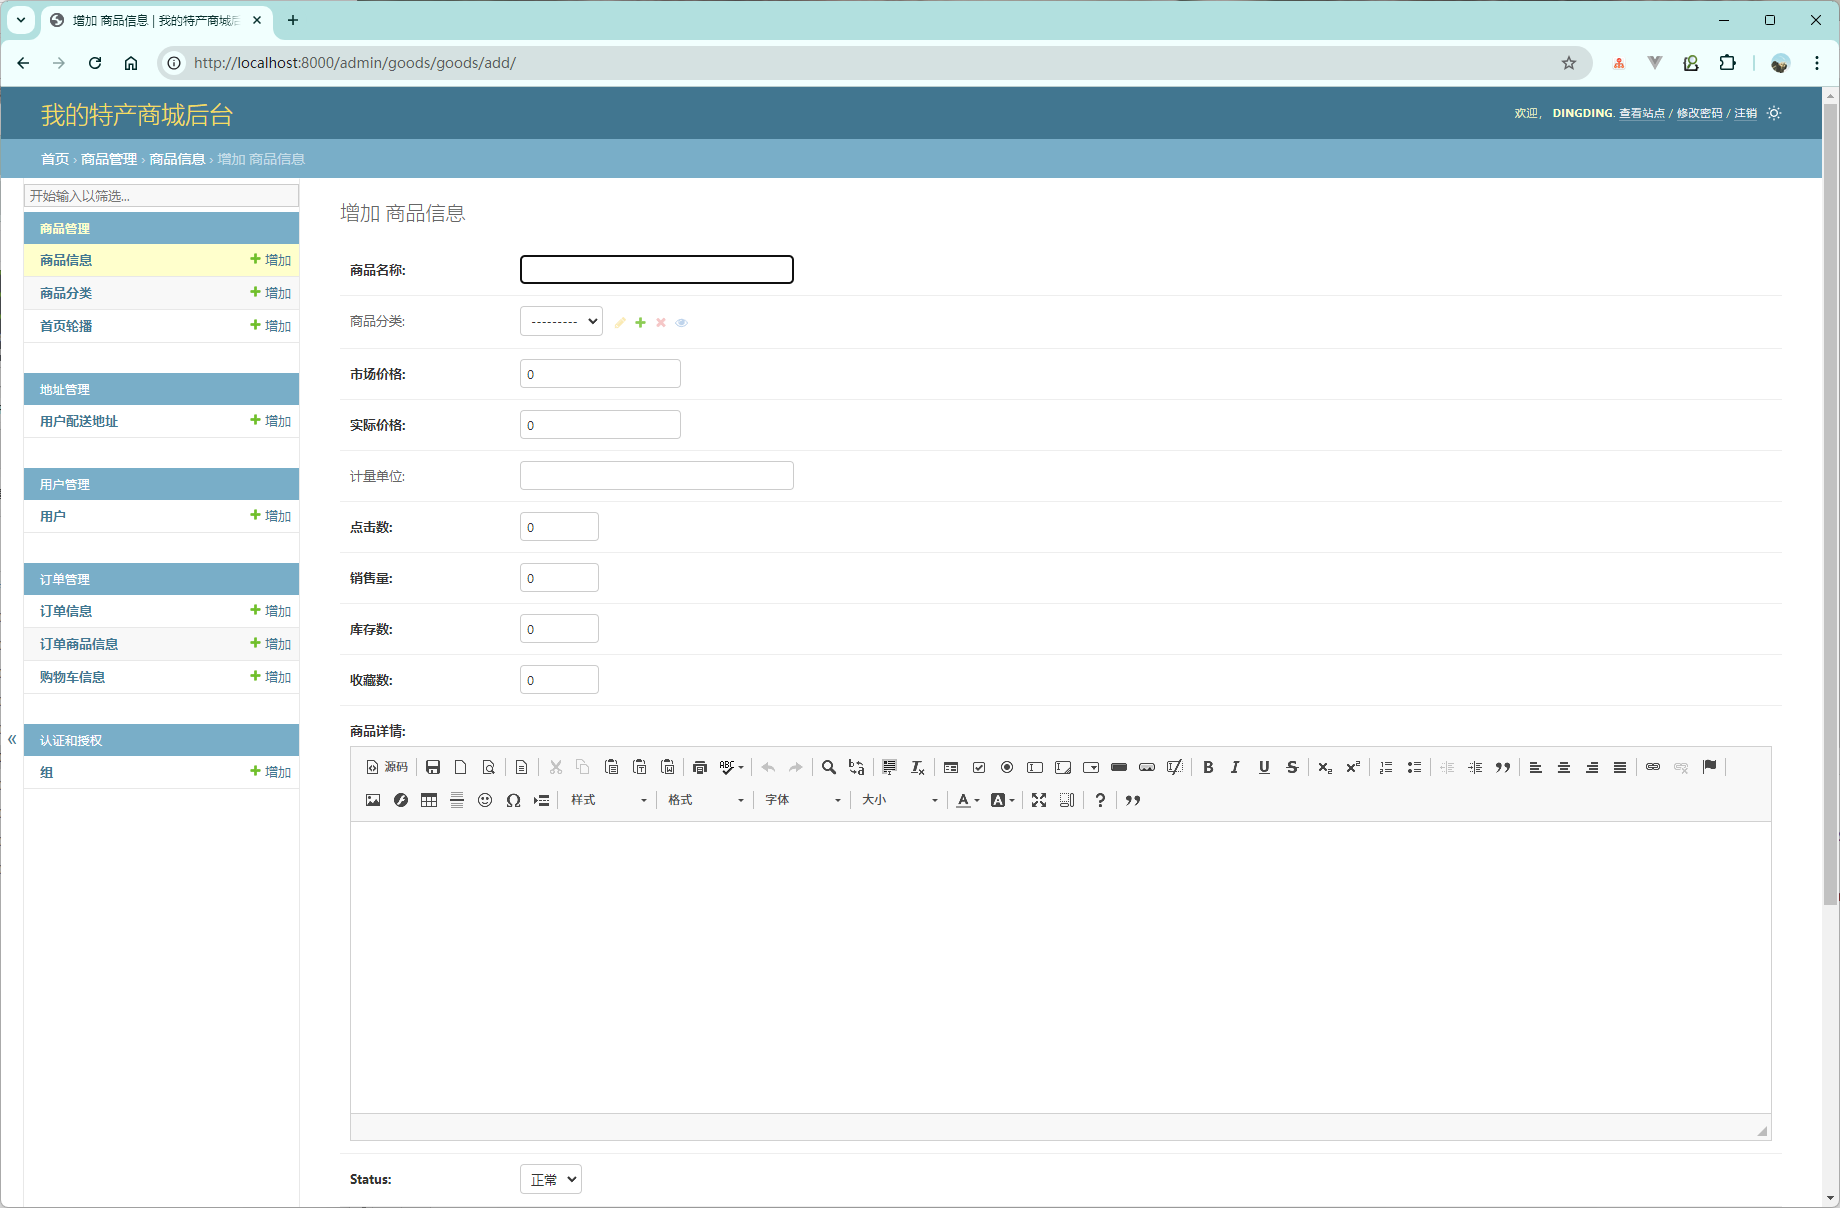 增加 商品信息 | 我的特产商城后
http://localhost:8000/admin/goods/goods/add/
我的特产商城后台
欢迎， DINGDING. 查看站点 / 修改密码 / 注销
首页 › 商品管理 › 商品信息 › 增加 商品信息
开始输入以筛选...
商品管理
商品信息 增加
商品分类 增加
首页轮播 增加
地址管理
用户配送地址 增加
用户管理
用户 增加
订单管理
订单信息 增加
订单商品信息 增加
购物车信息 增加
«
认证和授权
组 增加
增加 商品信息
商品名称:
商品分类: ---------
市场价格: 0
实际价格: 0
计量单位:
点击数: 0
销售量: 0
库存数: 0
收藏数: 0
商品详情:
源码
样式 格式 字体 大小
Status: 正常